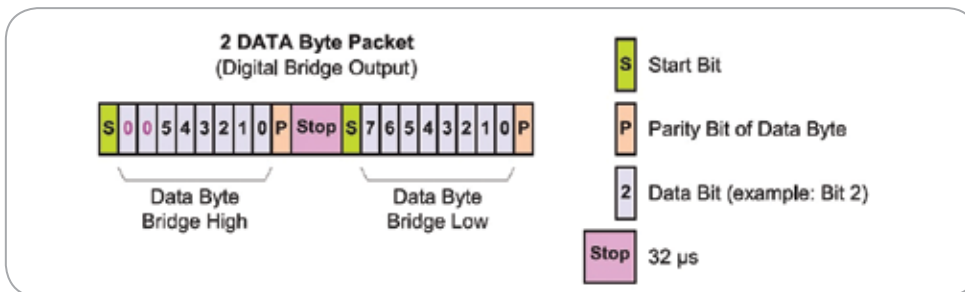 2 DATA Byte Packet
(Digital Bridge Output)
S 0 0 5 4 3 2 1 0 P Stop S 7 6 5 4 3 2 1 0 P
Data Byte
Bridge High
Data Byte
Bridge Low
S Start Bit
P Parity Bit of Data Byte
2 Data Bit (example: Bit 2)
Stop 32 µs